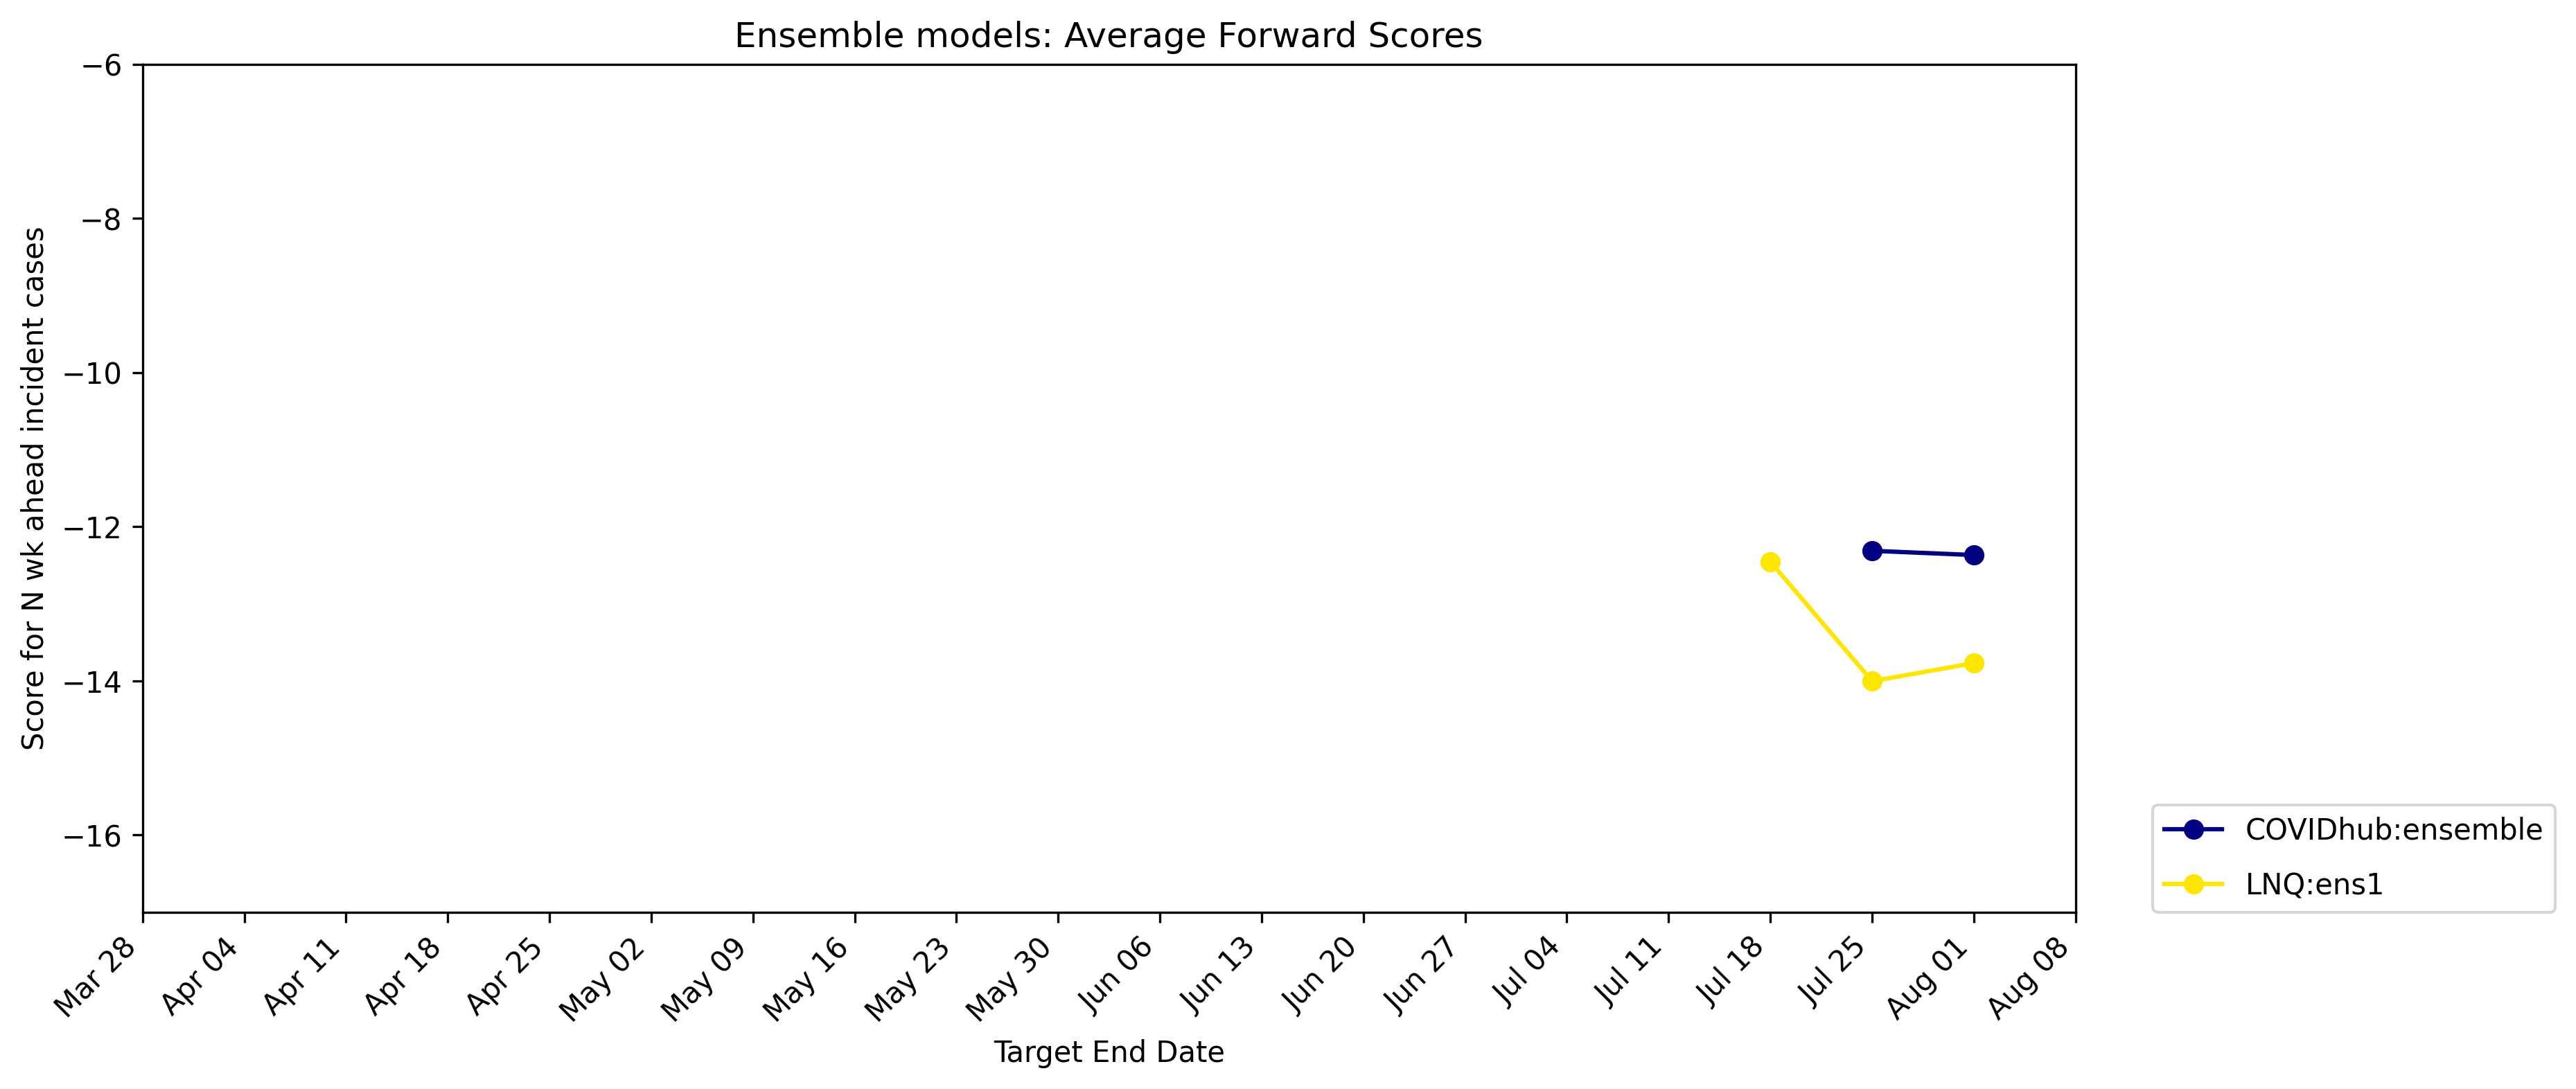 Ensemble models: Average Forward Scores
Score for N wk ahead incident cases
−6
−8
−10
−12
−14
−16
Mar 28
Apr 04
Apr 11
Apr 18
Apr 25
May 02
May 09
May 16
May 23
May 30
Jun 06
Jun 13
Jun 20
Jun 27
Jul 04
Jul 11
Jul 18
Jul 25
Aug 01
Aug 08
Target End Date
COVIDhub:ensemble
LNQ:ens1